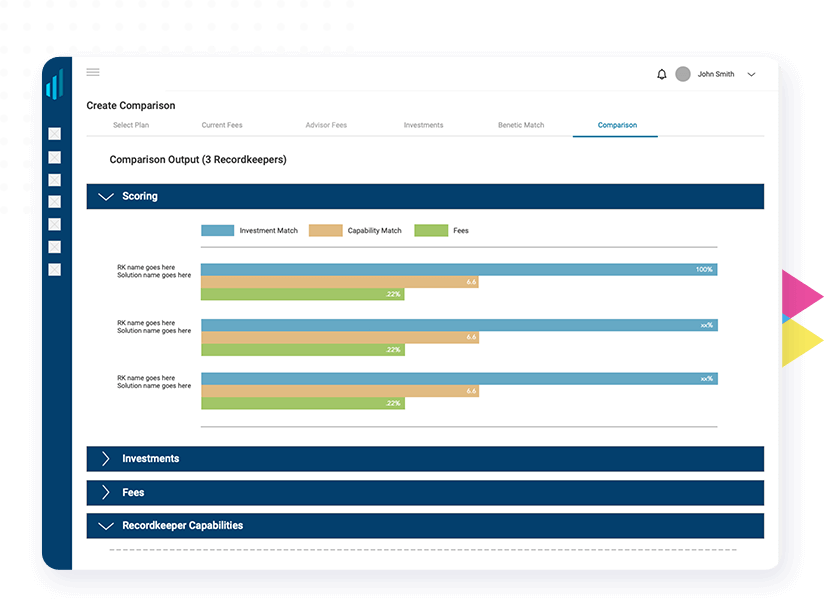 John Smith
Create Comparison
Select Plan Current Fees Advisor Fees Investments Benetic Match Comparison
Comparison Output (3 Recordkeepers)
Scoring
Investment Match Capability Match Fees
RK name goes here
Solution name goes here
100%
6.6
.22%
RK name goes here
Solution name goes here
xx%
6.6
.22%
RK name goes here
Solution name goes here
xx%
6.6
.22%
Investments
Fees
Recordkeeper Capabilities